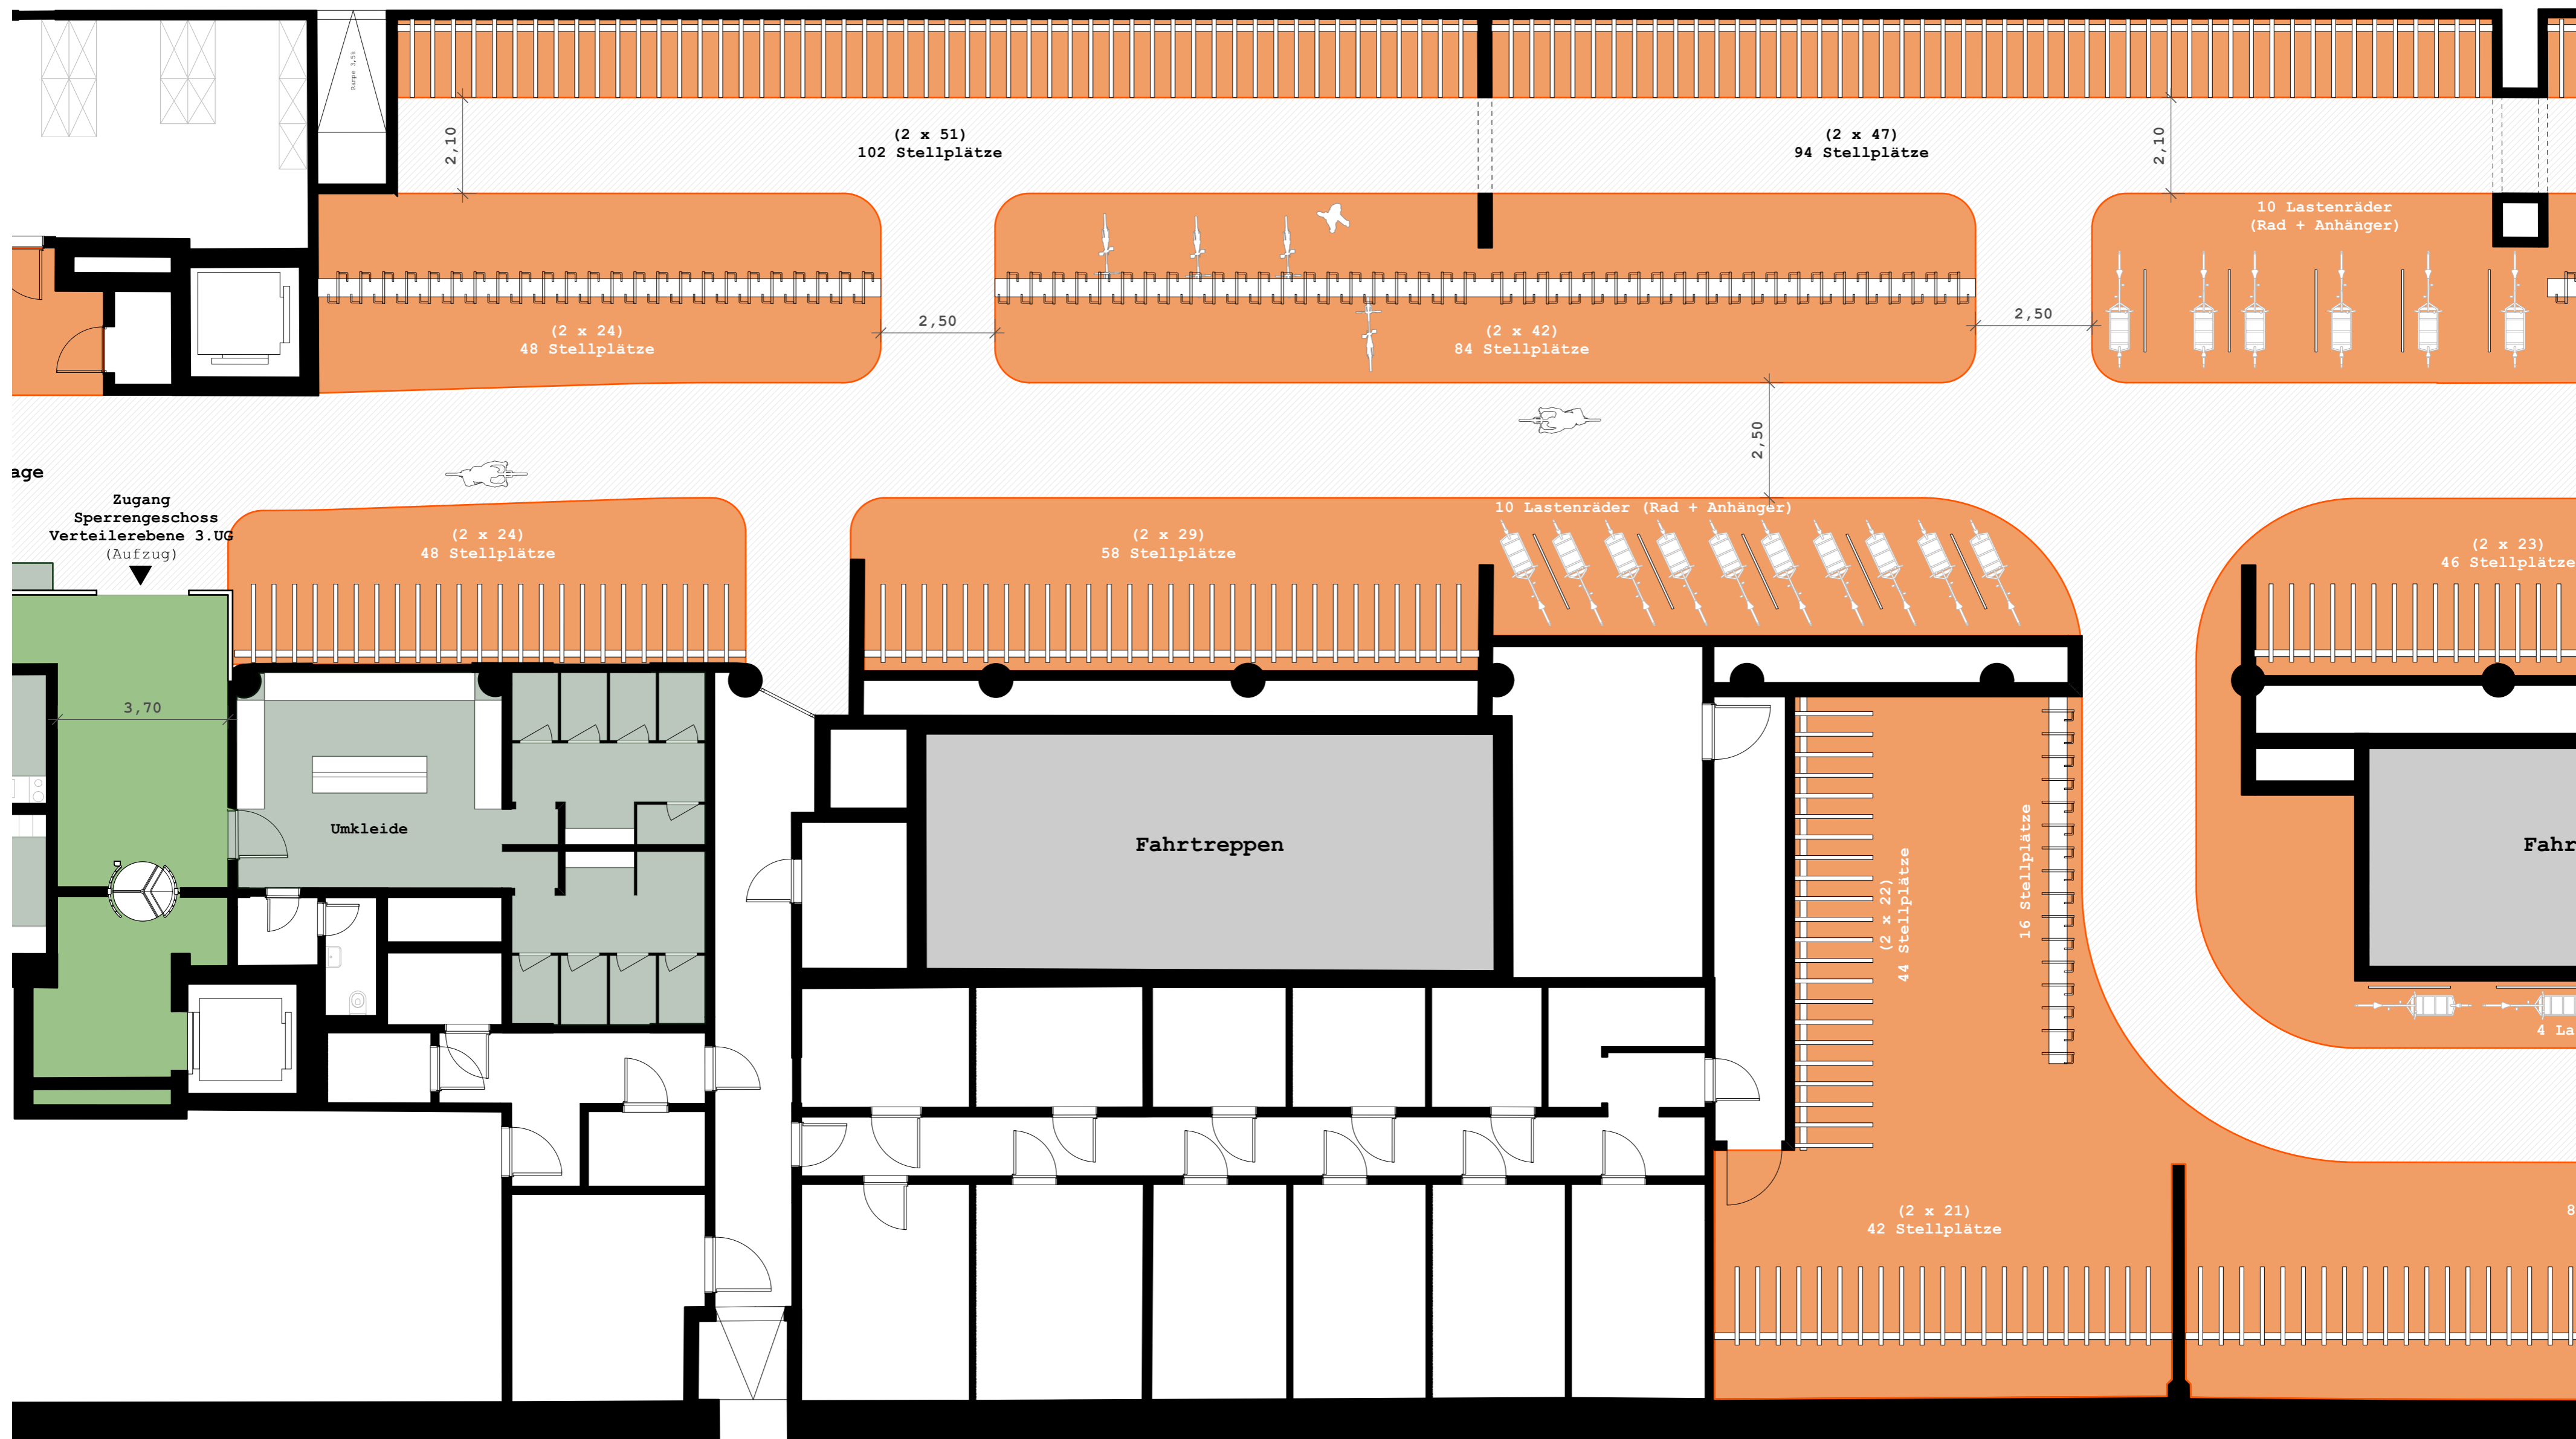 Rampe 3,5%
(2 x 51)
102 Stellplätze
(2 x 47)
94 Stellplätze
2,10
2,10
10 Lastenräder
(Rad + Anhänger)
(2 x 24)
48 Stellplätze
2,50
(2 x 42)
84 Stellplätze
2,50
2,50
age
Zugang
Sperrengeschoss
Verteilerebene 3.UG
(Aufzug)
(2 x 24)
48 Stellplätze
(2 x 29)
58 Stellplätze
10 Lastenräder (Rad + Anhänger)
(2 x 23)
46 Stellplätze
3,70
Umkleide
Fahrtreppen
(2 x 22)
44 Stellplätze
16 Stellplätze
Fahr
4 La
(2 x 21)
42 Stellplätze
8